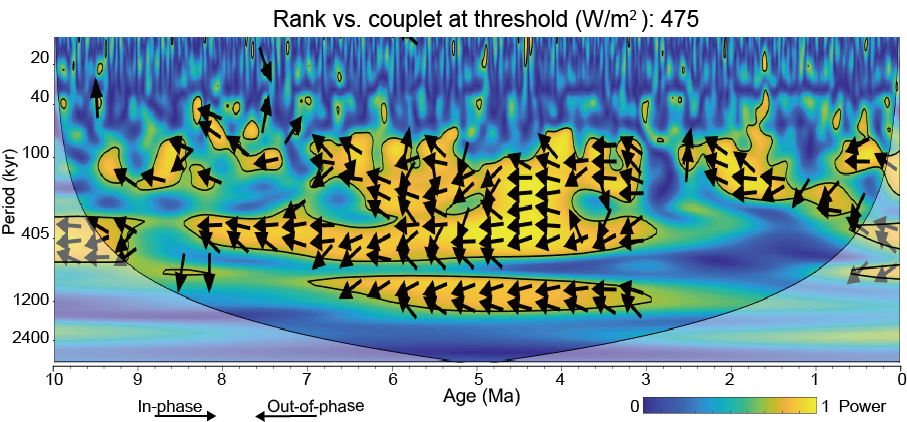 Rank vs. couplet at threshold (W/m²): 475
Period (kyr)
20
40
100
405
1200
2400
10 9 8 7 6 5 4 3 2 1 0
Age (Ma)
In-phase Out-of-phase
0 1 Power